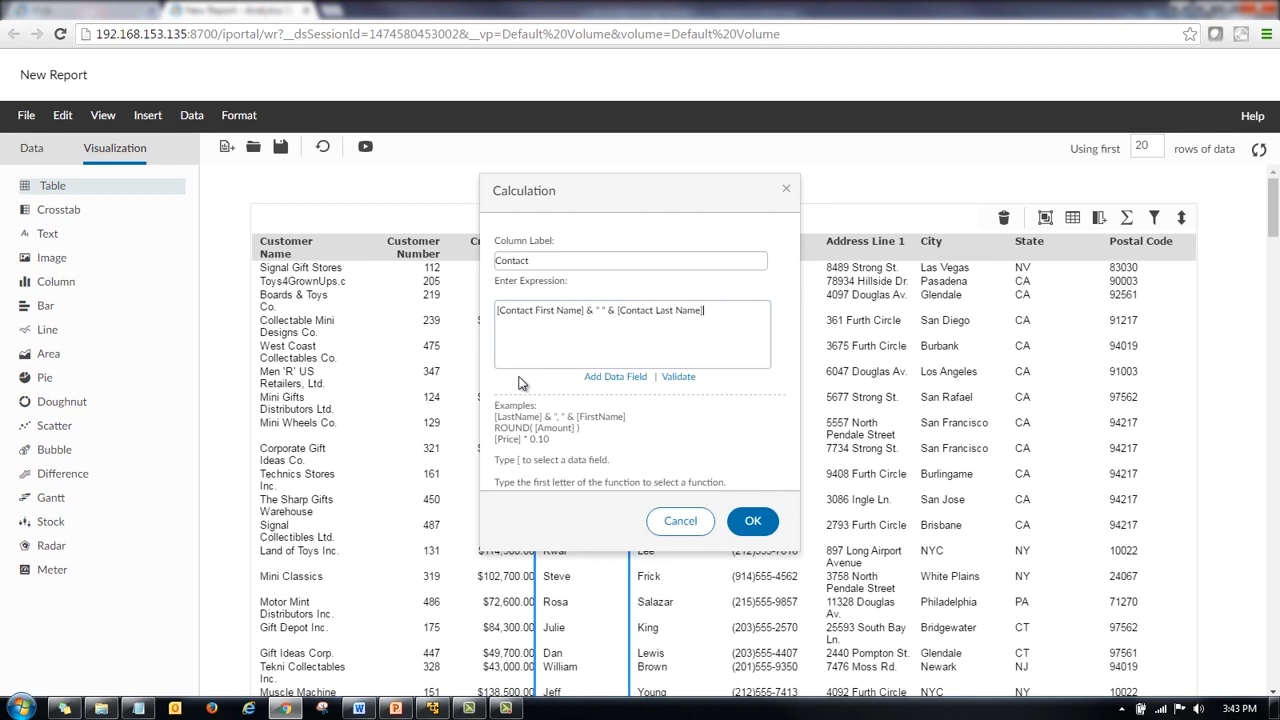 192.168.153.135:8700/iportal/wr?__dsSessionId=1474580453002&__vp=Default%20Volume&volume=Default%20Volume
New Report
File Edit View Insert Data Format Help
Data Visualization
Using first 20 rows of data
Table
Crosstab
Text
Image
Column
Bar
Line
Area
Pie
Doughnut
Scatter
Bubble
Difference
Gantt
Stock
Radar
Meter
Calculation
Column Label:
Contact
Enter Expression:
[Contact First Name] & " " & [Contact Last Name]
Add Data Field | Validate
Examples:
[LastName] & ", " & [FirstName]
ROUND( [Amount] )
[Price] * 0.10
Type [ to select a data field.
Type the first letter of the function to select a function.
Cancel OK
Customer Customer Address Line 1 City State Postal Code
Name Number
Signal Gift Stores 112 8489 Strong St. Las Vegas NV 83030
Toys4GrownUps.c 205 78934 Hillside Dr. Pasadena CA 90003
Boards & Toys 219 4097 Douglas Av. Glendale CA 92561
Co.
Collectable Mini 239 361 Furth Circle San Diego CA 91217
Designs Co.
West Coast 475 3675 Furth Circle Burbank CA 94019
Collectables Co.
Men 'R' US 347 6047 Douglas Av. Los Angeles CA 91003
Retailers, Ltd.
Mini Gifts 124 5677 Strong St. San Rafael CA 97562
Distributors Ltd.
Mini Wheels Co. 129 5557 North San Francisco CA 94217
Pendale Street
Corporate Gift 321 7734 Strong St. San Francisco CA 94217
Ideas Co.
Technics Stores 161 9408 Furth Circle Burlingame CA 94217
Inc.
The Sharp Gifts 450 3086 Ingle Ln. San Jose CA 94217
Warehouse
Signal 487 2793 Furth Circle Brisbane CA 94217
Collectibles Ltd.
Land of Toys Inc. 131 897 Long Airport NYC NY 10022
Avenue
Mini Classics 319 $102,700.00 Steve Frick (914)555-4562 3758 North White Plains NY 24067
Pendale Street
Motor Mint 486 $72,600.00 Rosa Salazar (215)555-9857 11328 Douglas Philadelphia PA 71270
Distributors Inc. Av.
Gift Depot Inc. 175 $84,300.00 Julie King (203)555-2570 25593 South Bay Bridgewater CT 97562
Ln.
Gift Ideas Corp. 447 $49,700.00 Dan Lewis (203)555-4407 2440 Pompton St. Glendale CT 97561
Tekni Collectables 328 $43,000.00 William Brown (201)555-9350 7476 Moss Rd. Newark NJ 94019
Inc.
Muscle Machine 151 $138,500.00 Jeff Young (212)555-7413 4092 Furth Circle NYC NY 10022
3:43 PM